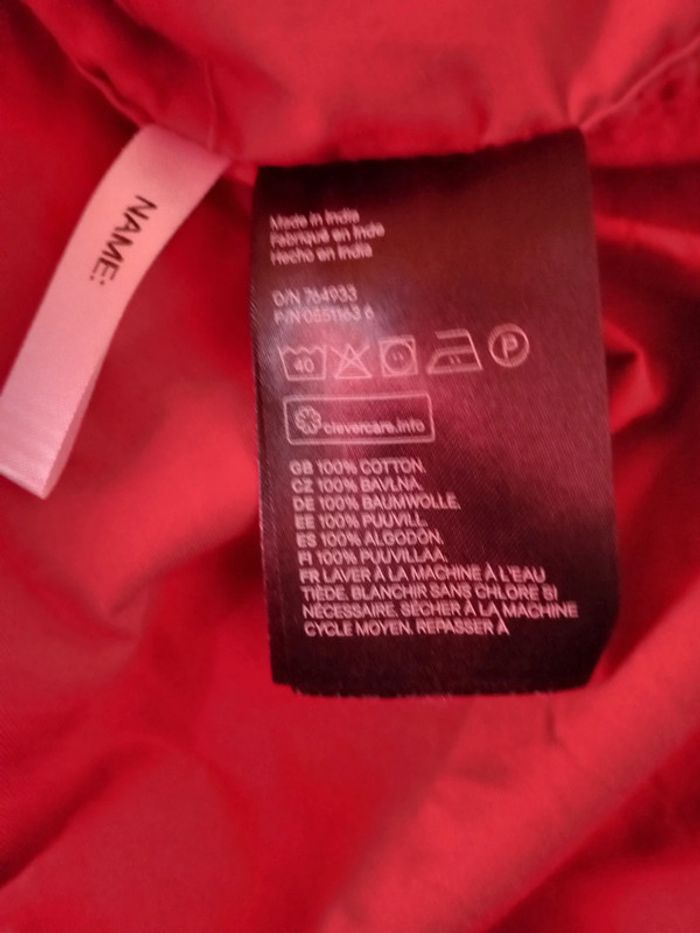 NAME:
Made in India
Fabriqué en Inde
Hecho en India
O/N 764933
P/N 0551163 6
40
P
clevercare.info
GB 100% COTTON.
CZ 100% BAVLNA.
DE 100% BAUMWOLLE.
EE 100% PUUVILL.
ES 100% ALGODÓN.
FI 100% PUUVILLAA.
FR LAVER À LA MACHINE À L'EAU
TIÈDE. BLANCHIR SANS CHLORE SI
NÉCESSAIRE. SÉCHER À LA MACHINE
CYCLE MOYEN. REPASSER À